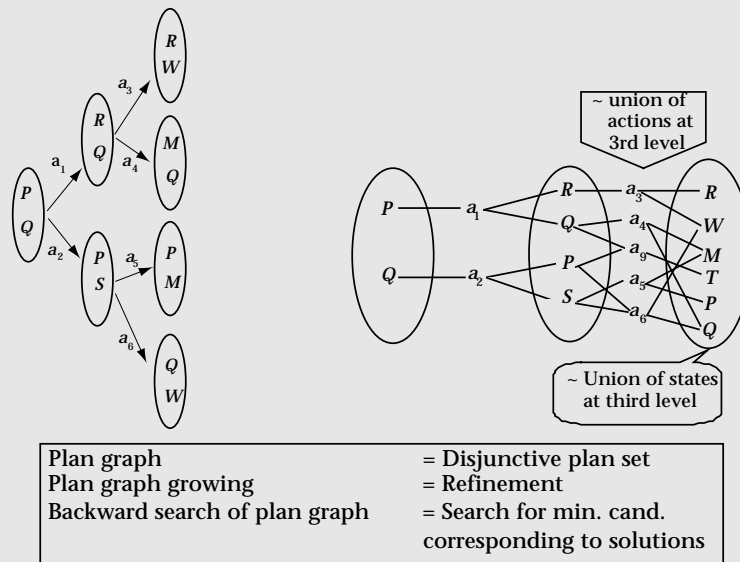 R
W
a3
R
Q
a4
M
Q
a1
P
Q
a2
P
S
a5
P
M
a6
Q
W
~ union of
actions at
3rd level
P
a1
Q
a2
R
Q
P
S
a3
a4
a9
a5
a6
R
W
M
T
P
Q
~ Union of states
at third level
Plan graph = Disjunctive plan set
Plan graph growing = Refinement
Backward search of plan graph = Search for min. cand.
corresponding to solutions